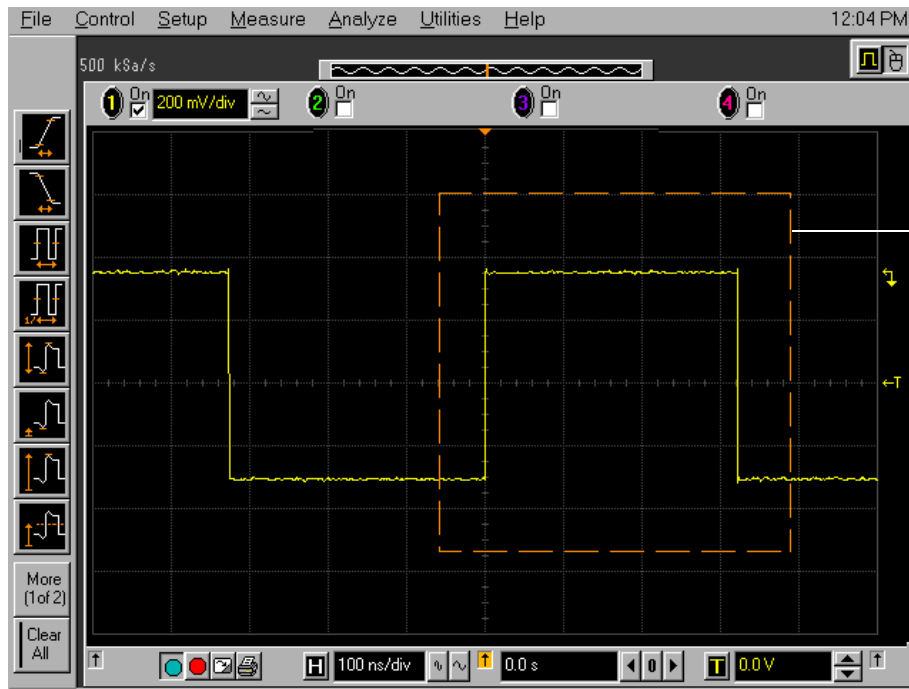 File Control Setup Measure Analyze Utilities Help 12:04 PM
500 kSa/s
1 On 200 mV/div 2 On 3 On 4 On
T
1/
More
(1of 2)
Clear
All
H 100 ns/div 0.0 s 0 T 0.0 V